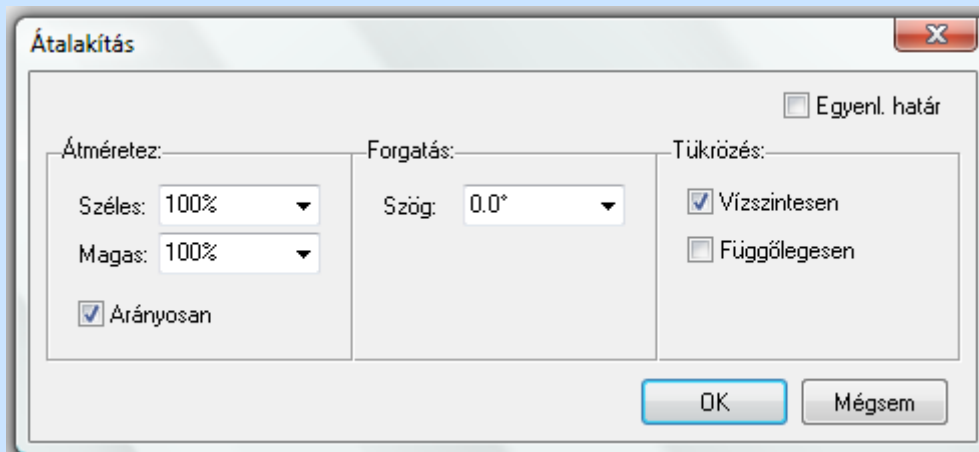 Átalakítás
Egyenl. határ
Átméretez:
Széles: 100%
Magas: 100%
Arányosan
Forgatás:
Szög: 0.0°
Tükrözés:
Vízszintesen
Függőlegesen
OK
Mégsem